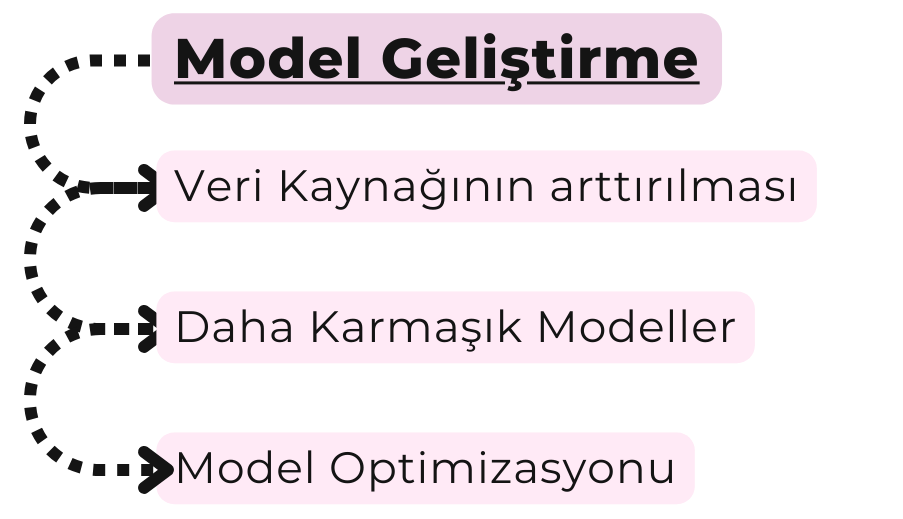 Model Geliştirme
Veri Kaynağının arttırılması
Daha Karmaşık Modeller
Model Optimizasyonu